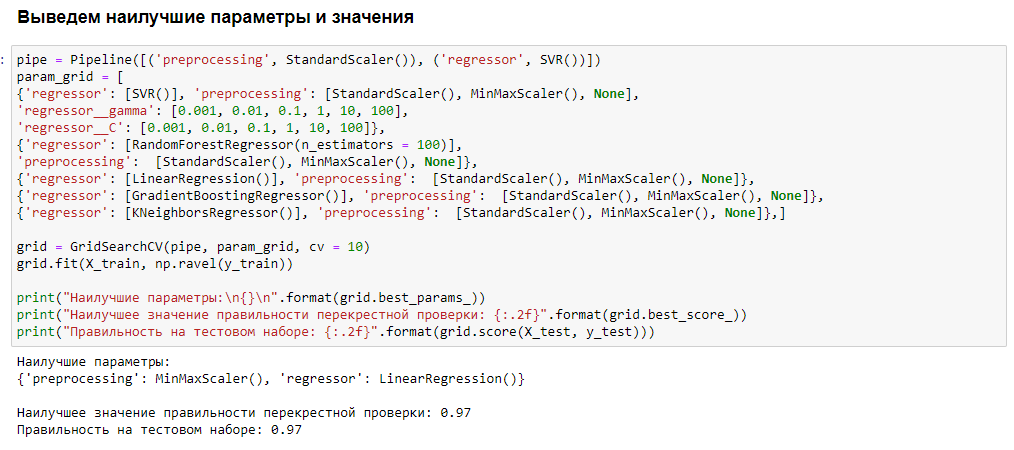 Выведем наилучшие параметры и значения
: pipe = Pipeline([('preprocessing', StandardScaler()), ('regressor', SVR())])
param_grid = [
{'regressor': [SVR()], 'preprocessing': [StandardScaler(), MinMaxScaler(), None],
'regressor__gamma': [0.001, 0.01, 0.1, 1, 10, 100],
'regressor__C': [0.001, 0.01, 0.1, 1, 10, 100]},
{'regressor': [RandomForestRegressor(n_estimators = 100)],
'preprocessing':  [StandardScaler(), MinMaxScaler(), None]},
{'regressor': [LinearRegression()], 'preprocessing':  [StandardScaler(), MinMaxScaler(), None]},
{'regressor': [GradientBoostingRegressor()], 'preprocessing':  [StandardScaler(), MinMaxScaler(), None]},
{'regressor': [KNeighborsRegressor()], 'preprocessing':  [StandardScaler(), MinMaxScaler(), None]},]
grid = GridSearchCV(pipe, param_grid, cv = 10)
grid.fit(X_train, np.ravel(y_train))
print("Наилучшие параметры:\n{}\n".format(grid.best_params_))
print("Наилучшее значение правильности перекрестной проверки: {:.2f}".format(grid.best_score_))
print("Правильность на тестовом наборе: {:.2f}".format(grid.score(X_test, y_test)))
Наилучшие параметры:
{'preprocessing': MinMaxScaler(), 'regressor': LinearRegression()}
Наилучшее значение правильности перекрестной проверки: 0.97
Правильность на тестовом наборе: 0.97